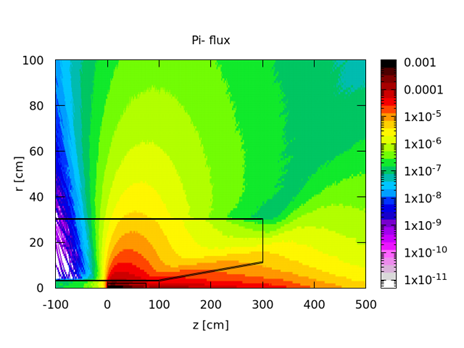 Pi- flux
100
80
60
40
20
0
r [cm]
-100 0 100 200 300 400 500
z [cm]
0.001
0.0001
1x10-5
1x10-6
1x10-7
1x10-8
1x10-9
1x10-10
1x10-11